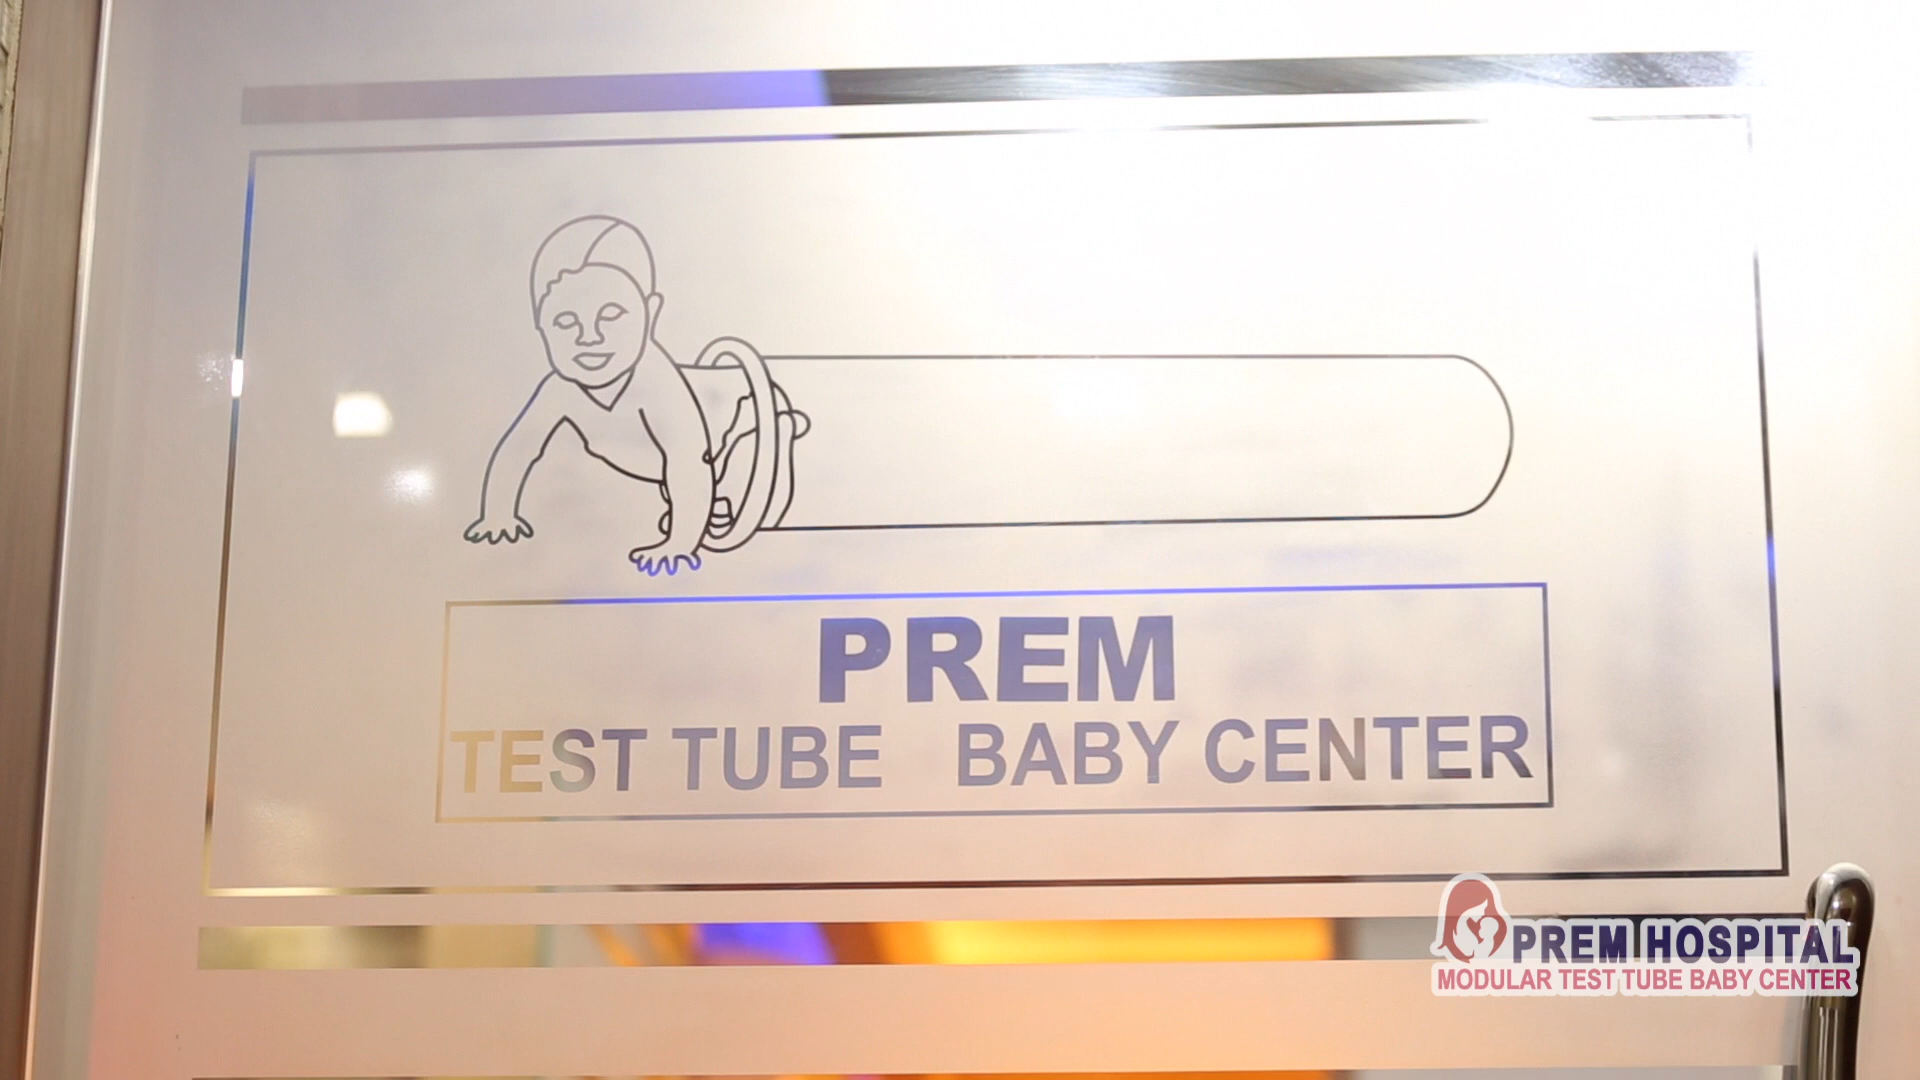 PREM
TEST TUBE BABY CENTER
PREM HOSPITAL
MODULAR TEST TUBE BABY CENTER